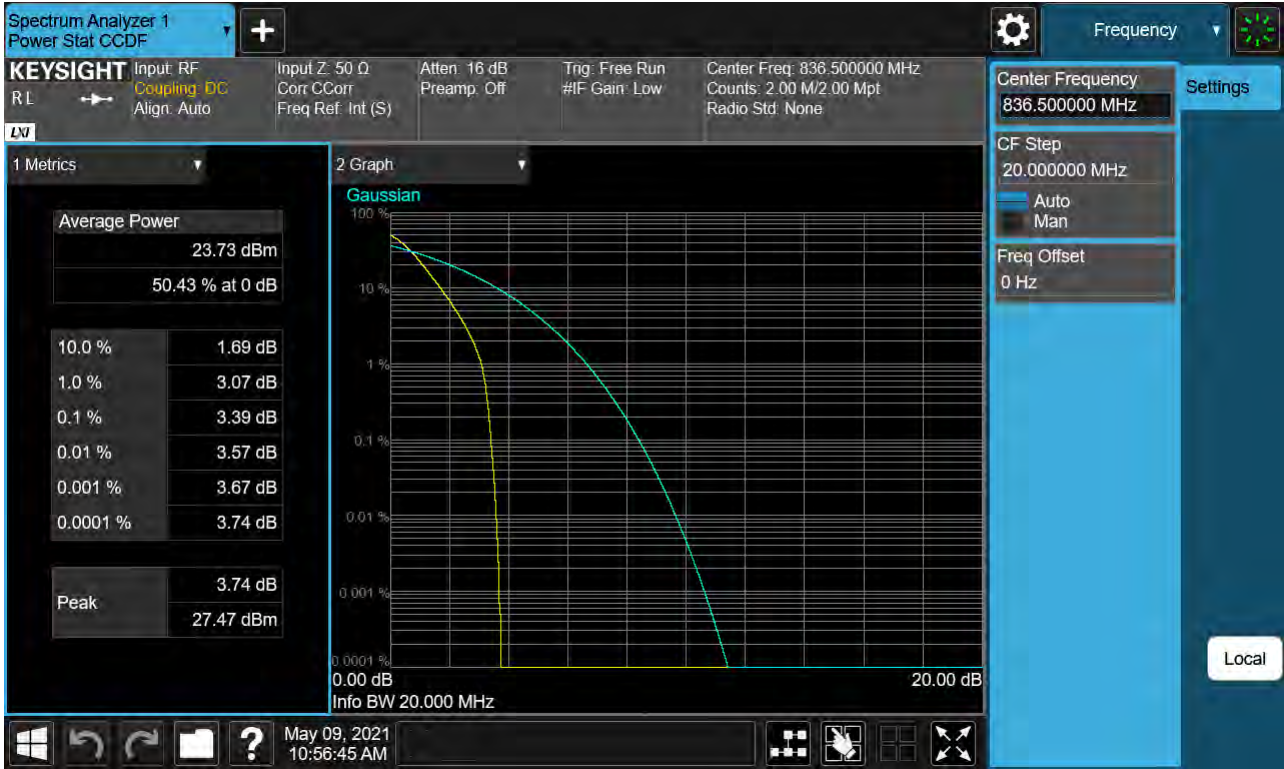 Spectrum Analyzer 1
Power Stat CCDF
+
Frequency
KEYSIGHT
R L
LXI
Input: RF
Coupling: DC
Align: Auto
Input Z: 50 Ω
Corr CCorr
Freq Ref: Int (S)
Atten: 16 dB
Preamp: Off
Trig: Free Run
#IF Gain: Low
Center Freq: 836.500000 MHz
Counts: 2.00 M/2.00 Mpt
Radio Std: None
Center Frequency
836.500000 MHz
Settings
CF Step
20.000000 MHz
Auto
Man
Freq Offset
0 Hz
1 Metrics
Average Power
23.73 dBm
50.43 % at 0 dB
10.0 % 1.69 dB
1.0 % 3.07 dB
0.1 % 3.39 dB
0.01 % 3.57 dB
0.001 % 3.67 dB
0.0001 % 3.74 dB
Peak
3.74 dB
27.47 dBm
2 Graph
Gaussian
100 %
10 %
1 %
0.1 %
0.01 %
0.001 %
0.0001 %
0.00 dB 20.00 dB
Info BW 20.000 MHz
Local
?
May 09, 2021
10:56:45 AM